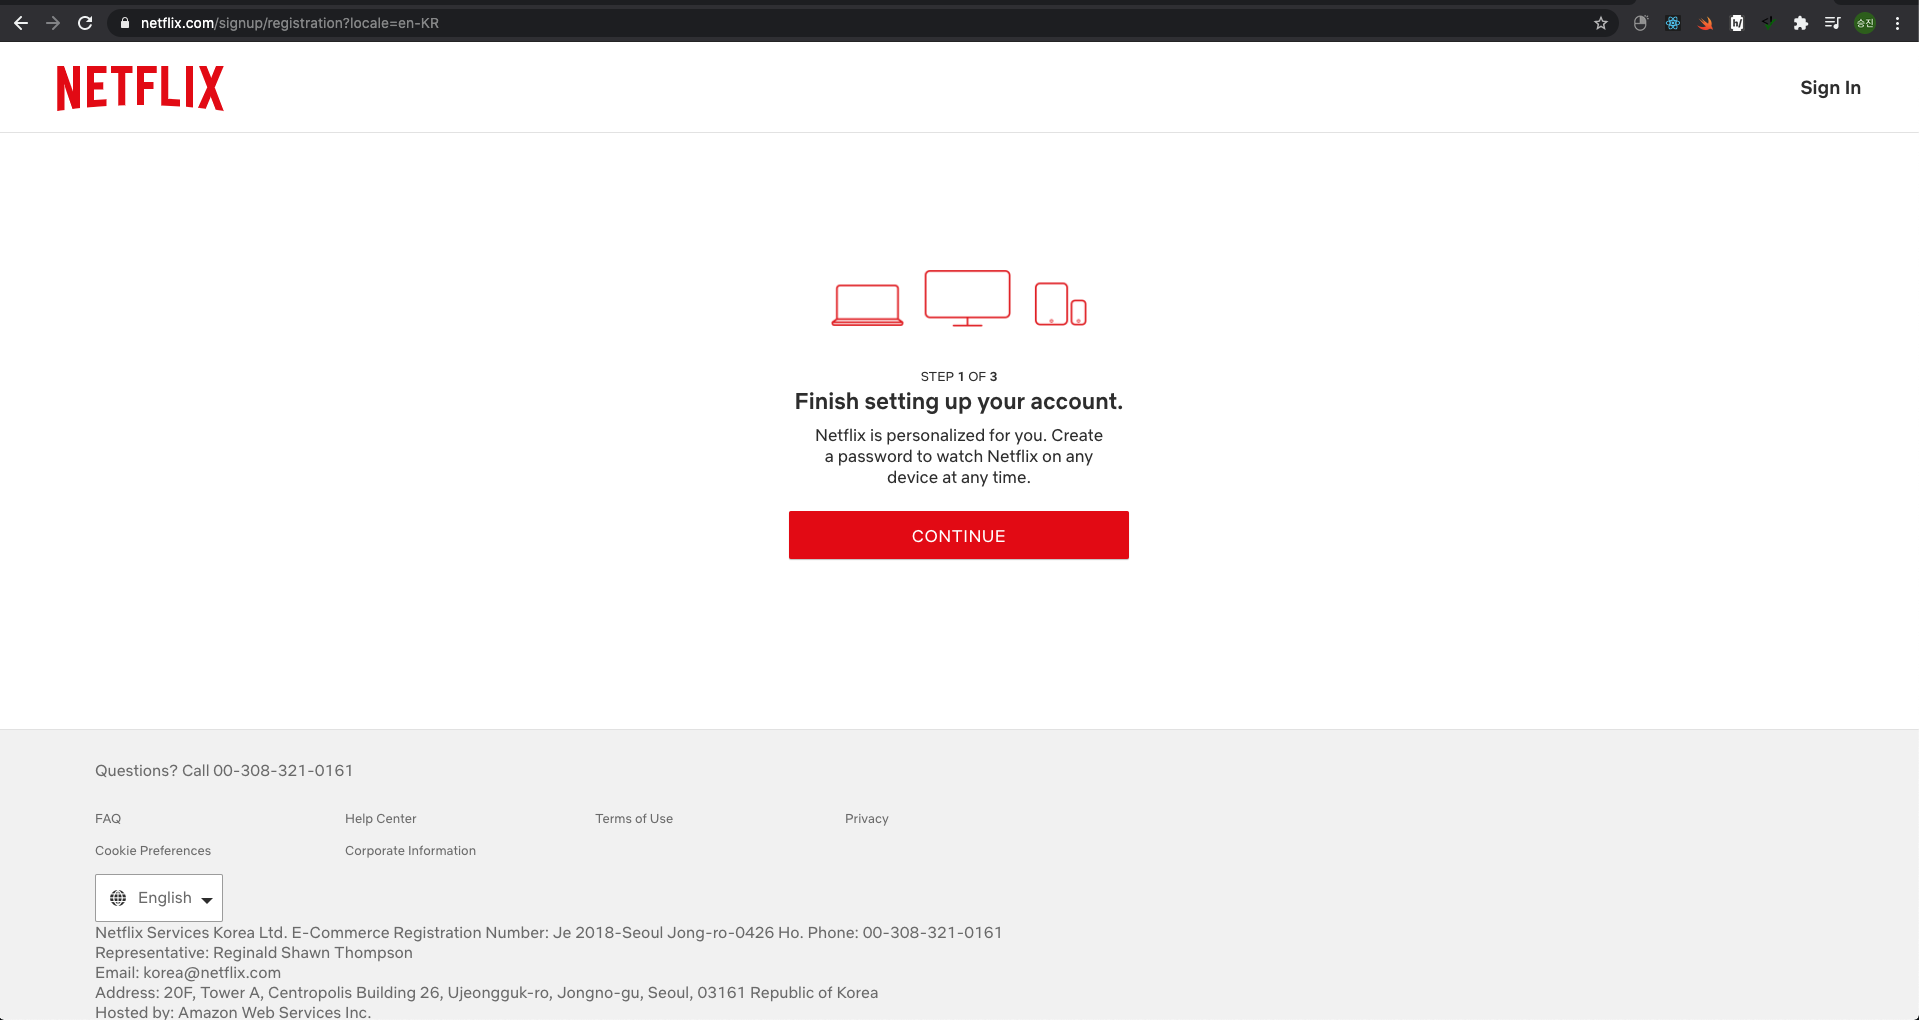 netflix.com/signup/registration?locale=en-KR
승진
NETFLIX
Sign In
STEP 1 OF 3
Finish setting up your account.
Netflix is personalized for you. Create
a password to watch Netflix on any
device at any time.
CONTINUE
Questions? Call 00-308-321-0161
FAQ Help Center Terms of Use Privacy
Cookie Preferences Corporate Information
English
Netflix Services Korea Ltd. E-Commerce Registration Number: Je 2018-Seoul Jong-ro-0426 Ho. Phone: 00-308-321-0161
Representative: Reginald Shawn Thompson
Email: korea@netflix.com
Address: 20F, Tower A, Centropolis Building 26, Ujeongguk-ro, Jongno-gu, Seoul, 03161 Republic of Korea
Hosted by: Amazon Web Services Inc.